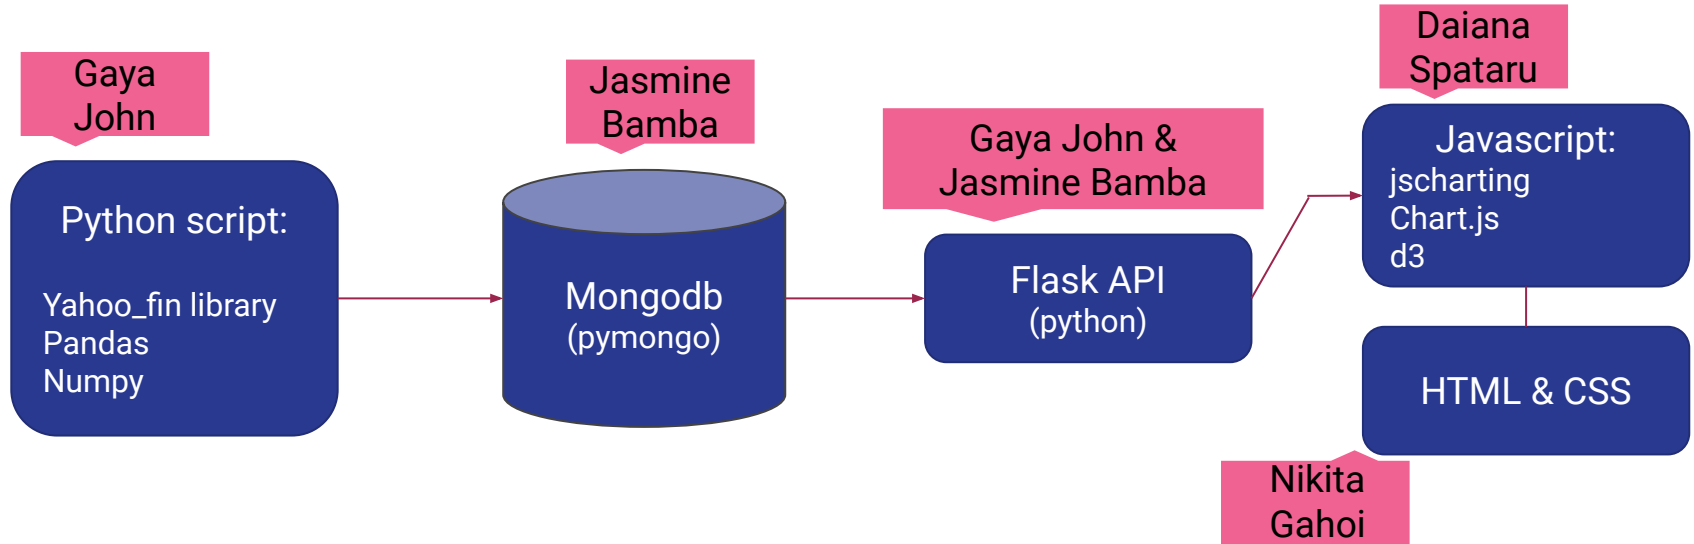 Gaya
John
Python script:
Yahoo_fin library
Pandas
Numpy
Jasmine
Bamba
Mongodb
(pymongo)
Gaya John &
Jasmine Bamba
Flask API
(python)
Daiana
Spataru
Javascript:
jscharting
Chart.js
d3
HTML & CSS
Nikita
Gahoi